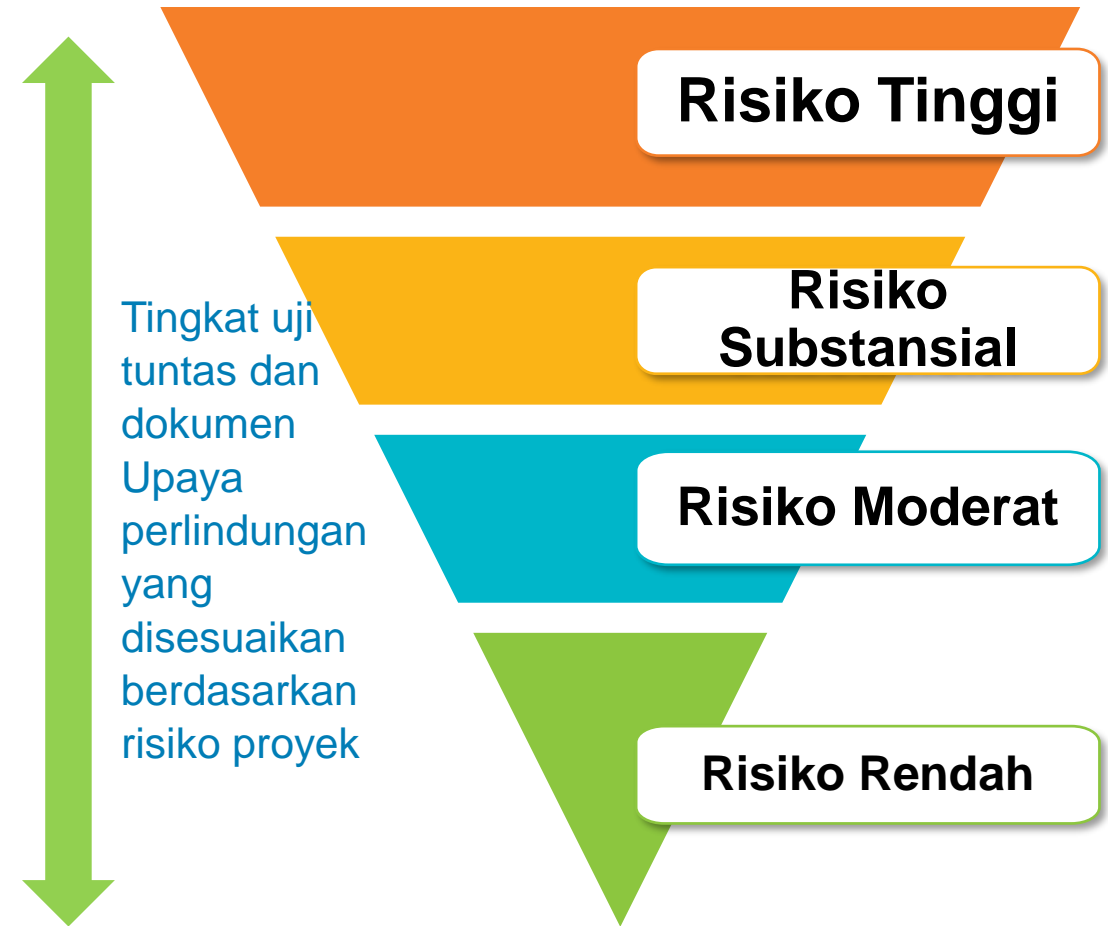 Risiko Tinggi
Risiko
Substansial
Tingkat uji
tuntas dan
dokumen
Upaya
perlindungan
yang
disesuaikan
berdasarkan
risiko proyek
Risiko Moderat
Risiko Rendah